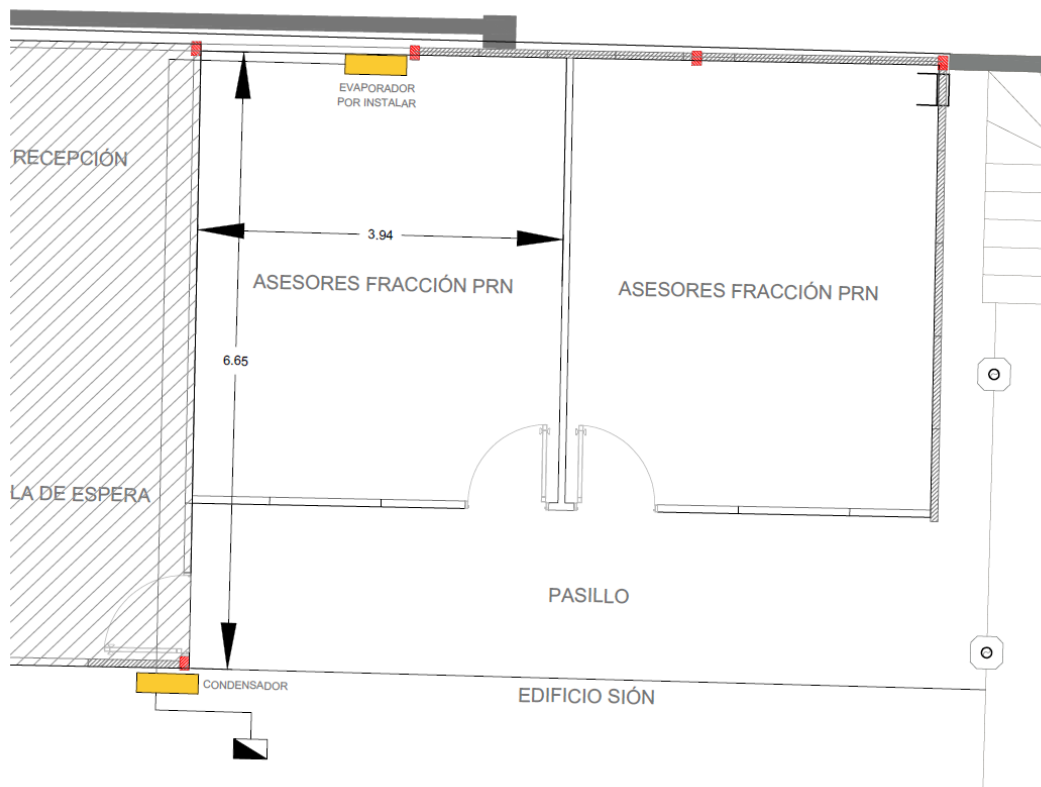 EVAPORADOR
POR INSTALAR
RECEPCIÓN
3.94
ASESORES FRACCIÓN PRN
ASESORES FRACCIÓN PRN
6.65
LA DE ESPERA
PASILLO
CONDENSADOR
EDIFICIO SIÓN